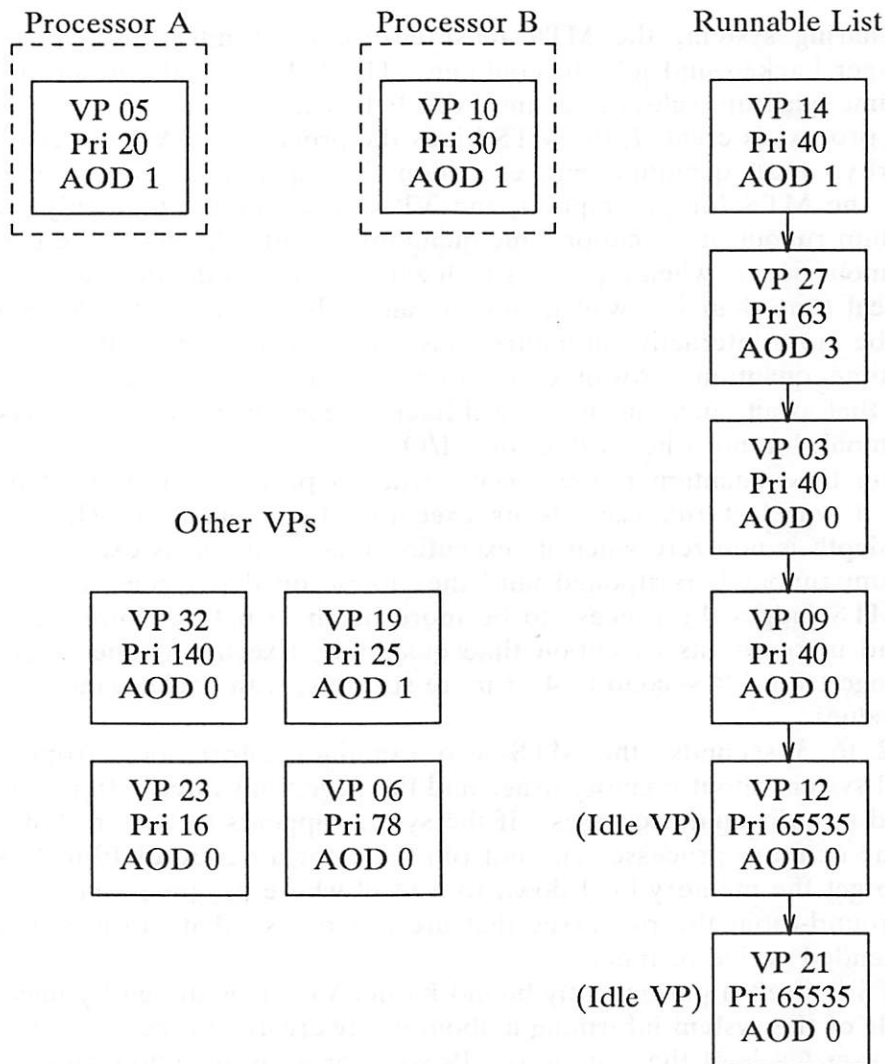 Processor A
Processor B
Runnable List
VP 05
Pri 20
AOD 1
VP 10
Pri 30
AOD 1
VP 14
Pri 40
AOD 1
VP 27
Pri 63
AOD 3
VP 03
Pri 40
AOD 0
Other VPs
VP 32
Pri 140
AOD 0
VP 19
Pri 25
AOD 1
VP 09
Pri 40
AOD 0
VP 23
Pri 16
AOD 0
VP 06
Pri 78
AOD 0
(Idle VP)
VP 12
Pri 65535
AOD 0
(Idle VP)
VP 21
Pri 65535
AOD 0